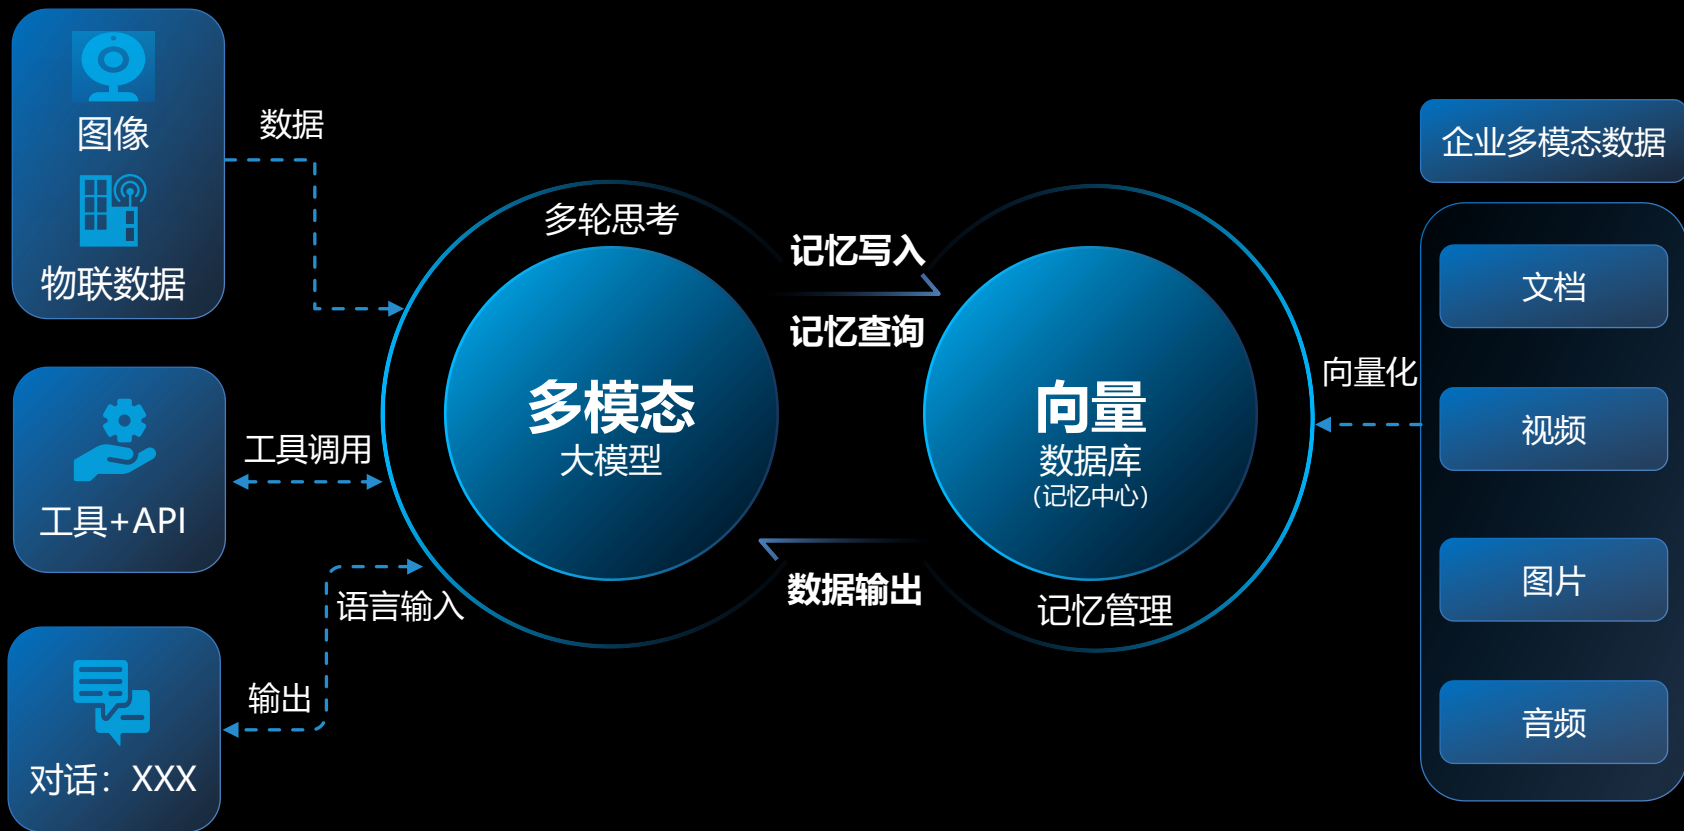 图像
物联数据
数据
工具+API
工具调用
对话：XXX
语言输入
输出
多轮思考
多模态
大模型
记忆写入
记忆查询
数据输出
向量
数据库
（记忆中心）
记忆管理
向量化
企业多模态数据
文档
视频
图片
音频